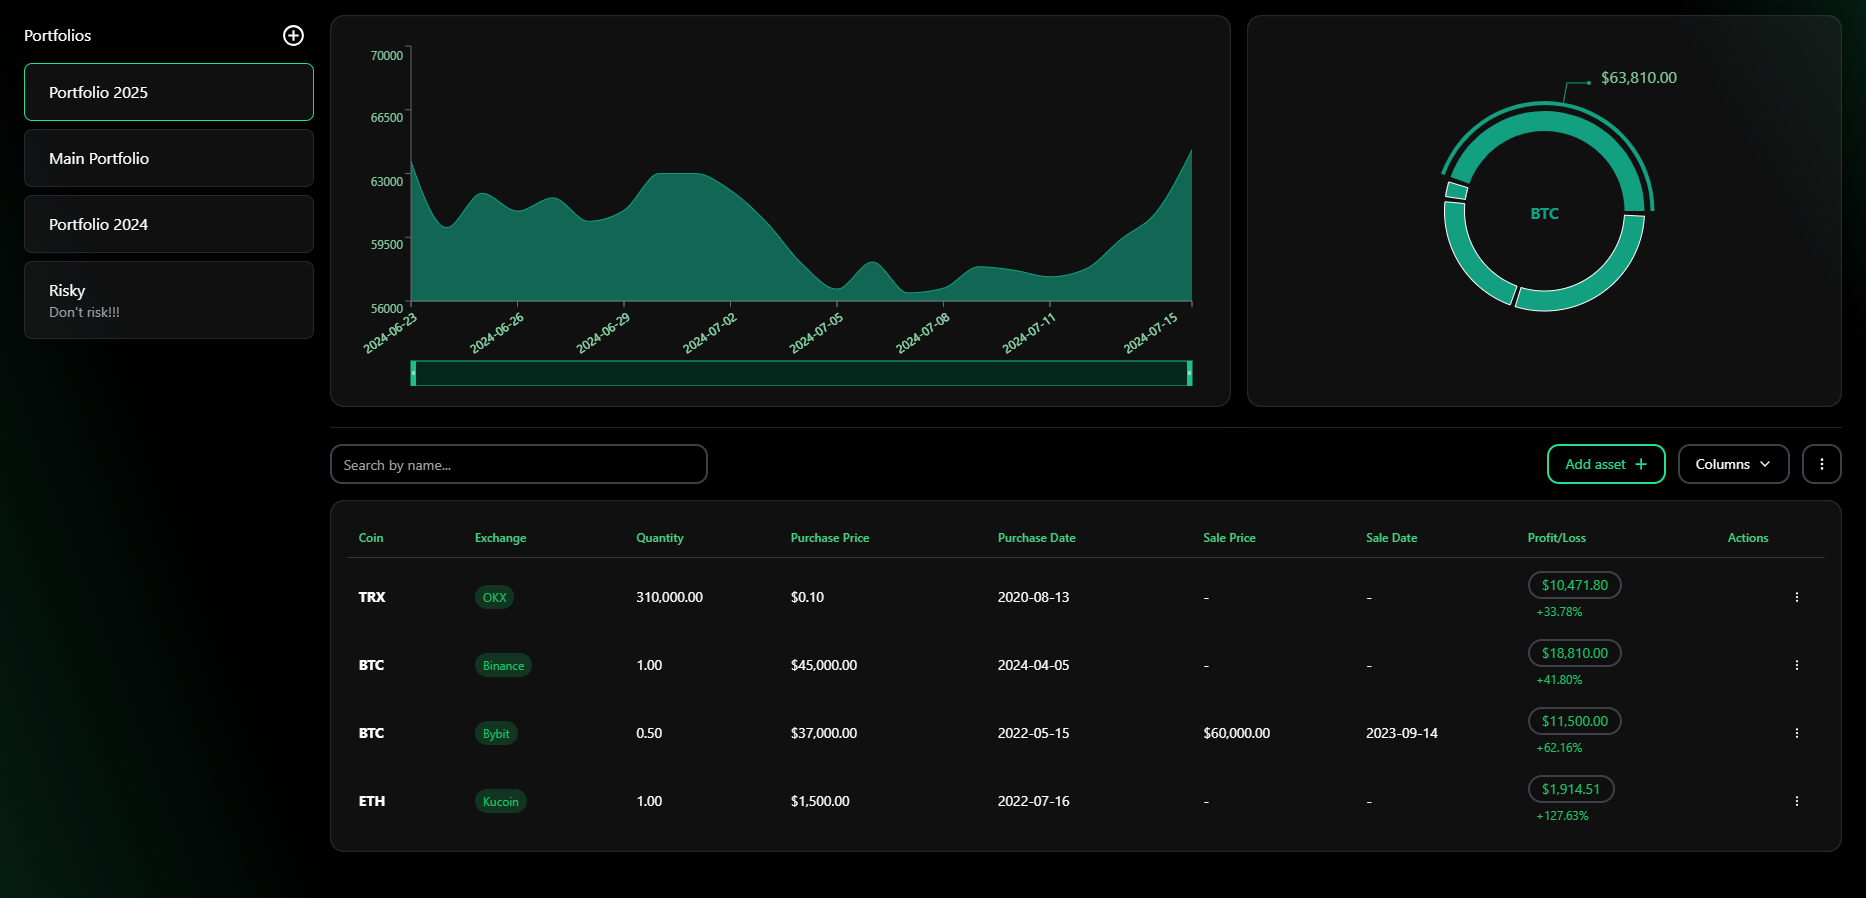 Portfolios
Portfolio 2025
Main Portfolio
Portfolio 2024
Risky
Don't risk!!!
70000
66500
63000
59500
56000
2024-06-23
2024-06-26
2024-06-29
2024-07-02
2024-07-05
2024-07-08
2024-07-11
2024-07-15
$63,810.00
BTC
Search by name...
Add asset
Columns
Coin Exchange Quantity Purchase Price Purchase Date Sale Price Sale Date Profit/Loss Actions
TRX OKX 310,000.00 $0.10 2020-08-13 - - $10,471.80
+33.78%
BTC Binance 1.00 $45,000.00 2024-04-05 - - $18,810.00
+41.80%
BTC Bybit 0.50 $37,000.00 2022-05-15 $60,000.00 2023-09-14 $11,500.00
+62.16%
ETH Kucoin 1.00 $1,500.00 2022-07-16 - - $1,914.51
+127.63%